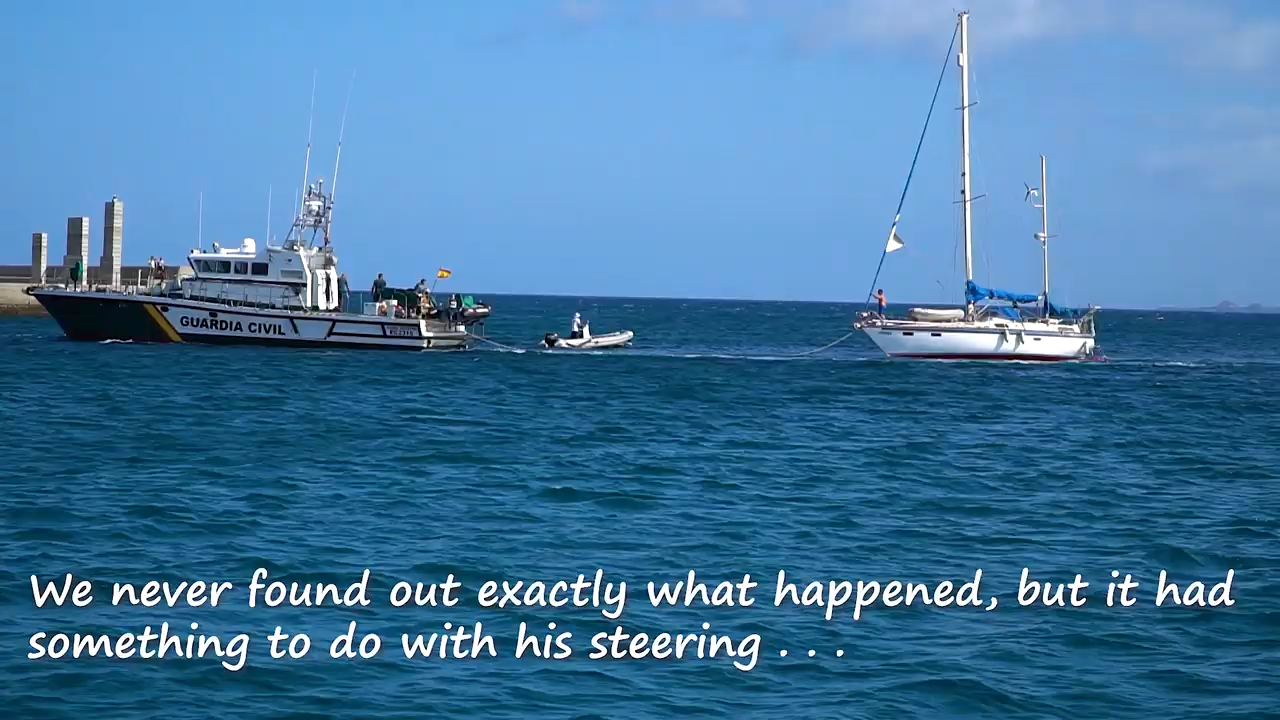 GUARDIA CIVIL
We never found out exactly what happened, but it had
something to do with his steering . . .